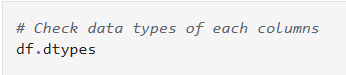 # Check data types of each columns
df.dtypes